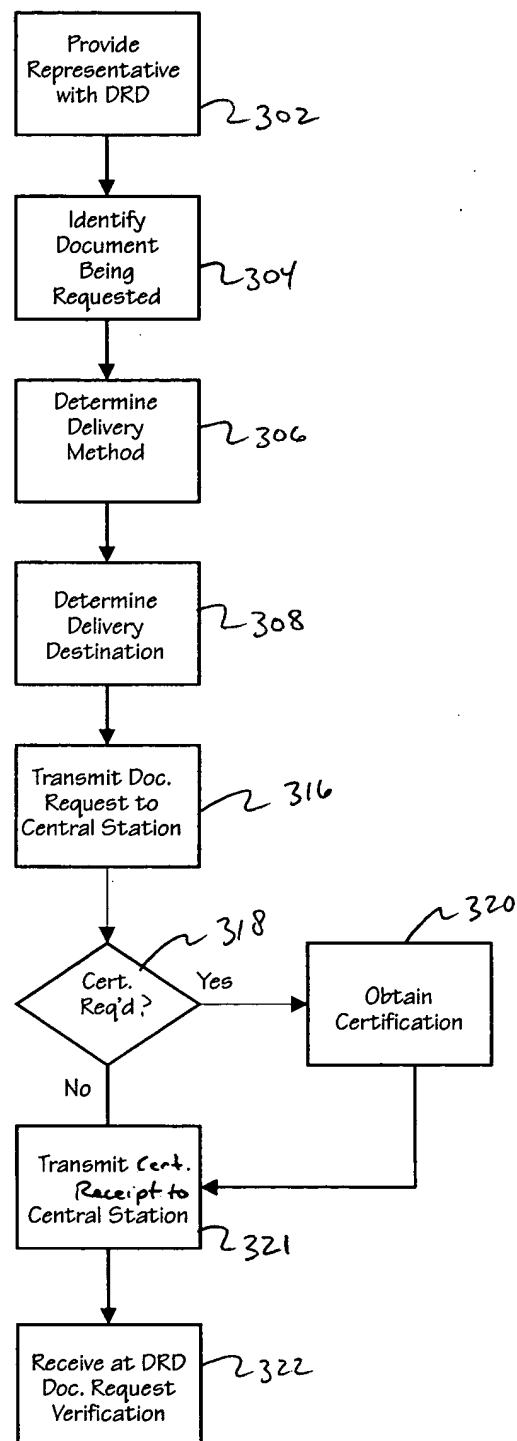 Provide
Representative
with DRD
302
Identify
Document
Being
Requested
304
Determine
Delivery
Method
306
Determine
Delivery
Destination
308
Transmit Doc.
Request to
Central Station
316
318
320
Cert.
Req'd?
Yes
Obtain
Certification
No
Transmit Cert.
Receipt to
Central Station
321
Receive at DRD
Doc. Request
Verification
322